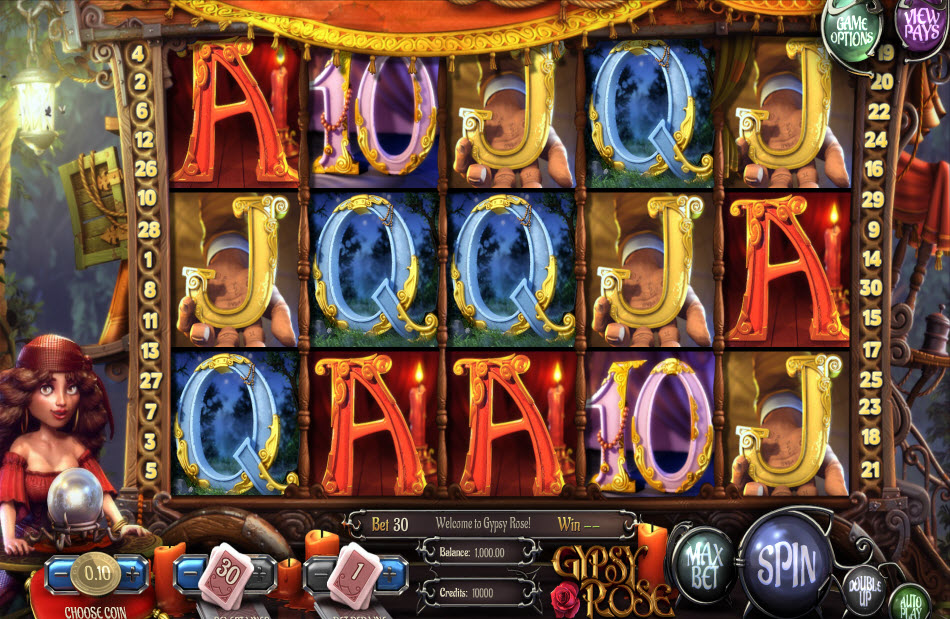 GAME
OPTIONS
VIEW
PAYS
4
2
6
12
26
10
28
1
8
11
13
27
7
3
5
A 10 J Q J
J Q Q J A
Q A A 10 J
19
20
22
24
16
29
9
14
30
15
17
25
23
18
21
Bet 30 Welcome to Gypsy Rose! Win --
Balance: 1,000.00
Credits: 10000
0.10
CHOOSE COIN
30
1
GYPSY
ROSE
MAX
BET
SPIN
DOUBLE
UP
AUTO
PLAY